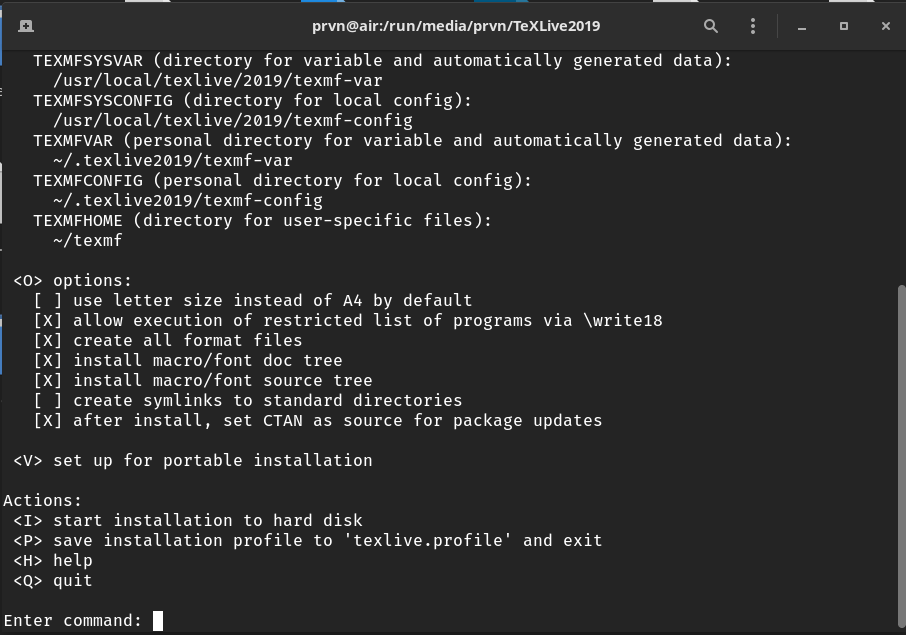 prvn@air:/run/media/prvn/TeXLive2019
TEXMFSYSVAR (directory for variable and automatically generated data):
/usr/local/texlive/2019/texmf-var
TEXMFSYSCONFIG (directory for local config):
/usr/local/texlive/2019/texmf-config
TEXMFVAR (personal directory for variable and automatically generated data):
~/.texlive2019/texmf-var
TEXMFCONFIG (personal directory for local config):
~/.texlive2019/texmf-config
TEXMFHOME (directory for user-specific files):
~/texmf
<O> options:
[ ] use letter size instead of A4 by default
[X] allow execution of restricted list of programs via \write18
[X] create all format files
[X] install macro/font doc tree
[X] install macro/font source tree
[ ] create symlinks to standard directories
[X] after install, set CTAN as source for package updates
<V> set up for portable installation
Actions:
<I> start installation to hard disk
<P> save installation profile to 'texlive.profile' and exit
<H> help
<Q> quit
Enter command: